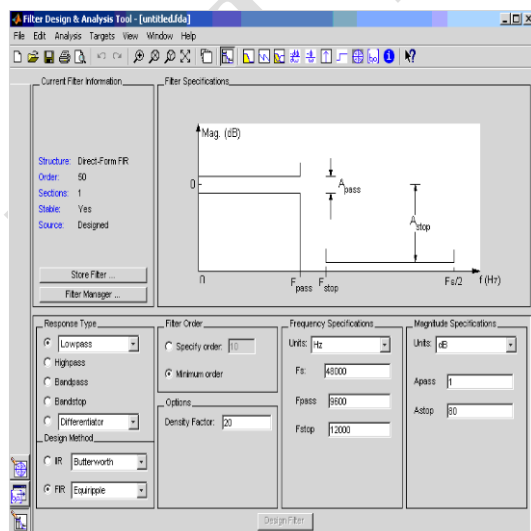 Filter Design & Analysis Tool - [untitled.fda]
File Edit Analysis Targets View Window Help
Current Filter Information
Structure: Direct-Form FIR
Order: 50
Sections: 1
Stable: Yes
Source: Designed
Store Filter ...
Filter Manager ...
Filter Specifications
Mag. (dB)
0
Apass
Astop
0
Fpass
Fstop
Fs/2
f (Hz)
Response Type
Lowpass
Highpass
Bandpass
Bandstop
Differentiator
Design Method
IIR Butterworth
FIR Equiripple
Filter Order
Specify order: 10
Minimum order
Options
Density Factor: 20
Frequency Specifications
Units: Hz
Fs: 48000
Fpass 9600
Fstop 12000
Magnitude Specifications
Units: dB
Apass 1
Astop 80
Design Filter